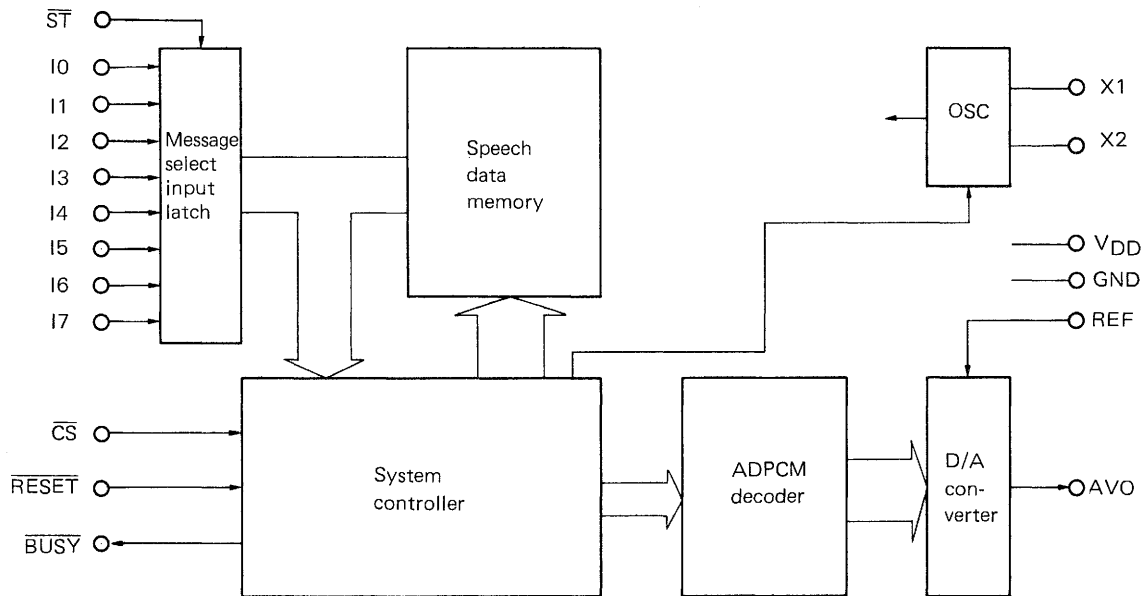 ST
I0
I1
I2
I3
I4
I5
I6
I7
Message
select
input
latch
Speech
data
memory
OSC
X1
X2
VDD
GND
REF
CS
RESET
BUSY
System
controller
ADPCM
decoder
D/A
con-
verter
AVO